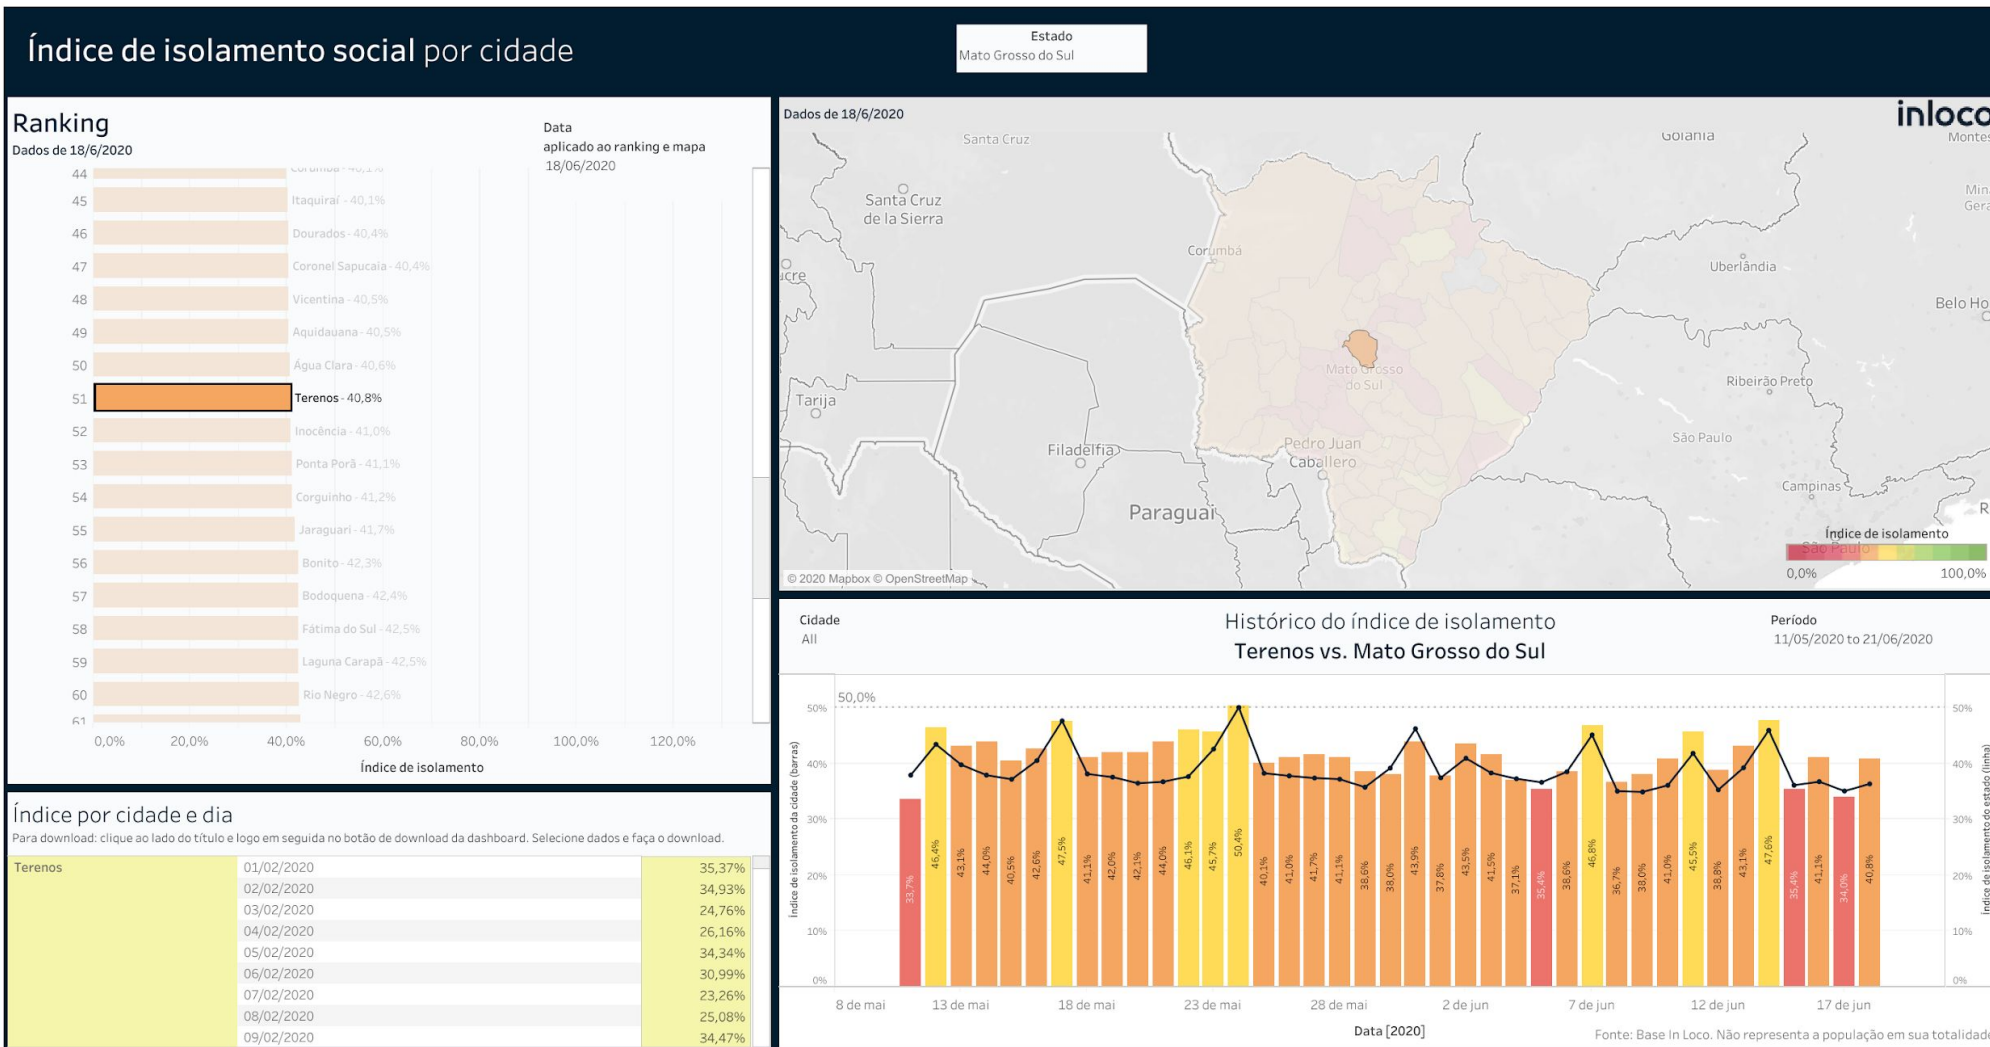 Índice de isolamento social por cidade
Estado
Mato Grosso do Sul
Ranking
Dados de 18/6/2020
Data
aplicado ao ranking e mapa
18/06/2020
44 Corumbá - 40,1%
45 Itaquiraí - 40,1%
46 Dourados - 40,4%
47 Coronel Sapucaia - 40,4%
48 Vicentina - 40,5%
49 Aquidauana - 40,5%
50 Água Clara - 40,6%
51 Terenos - 40,8%
52 Inocência - 41,0%
53 Ponta Porã - 41,1%
54 Corguinho - 41,2%
55 Jaraguari - 41,7%
56 Bonito - 42,3%
57 Bodoquena - 42,4%
58 Fátima do Sul - 42,5%
59 Laguna Carapã - 42,5%
60 Rio Negro - 42,6%
61
0,0% 20,0% 40,0% 60,0% 80,0% 100,0% 120,0%
Índice de isolamento
Índice por cidade e dia
Para download: clique ao lado do título e logo em seguida no botão de download da dashboard. Selecione dados e faça o download.
Terenos 01/02/2020 35,37%
02/02/2020 34,93%
03/02/2020 24,76%
04/02/2020 26,16%
05/02/2020 34,34%
06/02/2020 30,99%
07/02/2020 23,26%
08/02/2020 25,08%
09/02/2020 34,47%
Dados de 18/6/2020
inloco
Santa Cruz
Goiânia
Montes
Santa Cruz
de la Sierra
Min
Gera
Corumbá
ucre
Uberlândia
Belo Ho
Mato Grosso
do Sul
Ribeirão Preto
Tarija
São Paulo
Filadelfia
Pedro Juan
Caballero
Campinas
Paraguai
R
Índice de isolamento
São Paulo
0,0% 100,0%
© 2020 Mapbox © OpenStreetMap
Cidade
All
Histórico do índice de isolamento
Terenos vs. Mato Grosso do Sul
Período
11/05/2020 to 21/06/2020
50,0%
50%
40%
30%
20%
10%
0%
Índice de isolamento da cidade (barras)
33,7% 46,4% 43,1% 44,0% 40,5% 42,6% 47,5% 41,1% 42,0% 42,1% 44,0% 46,1% 45,7% 50,4% 40,1% 41,0% 41,7% 41,1% 38,6% 38,0% 43,9% 37,8% 43,5% 41,5% 37,1% 35,4% 38,6% 46,8% 36,7% 38,0% 41,0% 45,5% 38,8% 43,1% 47,6% 35,4% 41,1% 34,0% 40,8%
50%
40%
30%
20%
10%
0%
Índice de isolamento do estado (linha)
8 de mai 13 de mai 18 de mai 23 de mai 28 de mai 2 de jun 7 de jun 12 de jun 17 de jun
Data [2020]
Fonte: Base In Loco. Não representa a população em sua totalidade